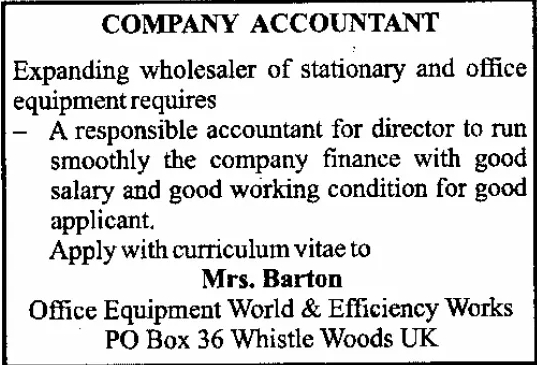 COMPANY ACCOUNTANT
Expanding wholesaler of stationary and office
equipment requires
– A responsible accountant for director to run
smoothly the company finance with good
salary and good working condition for good
applicant.
Apply with curriculum vitae to
Mrs. Barton
Office Equipment World & Efficiency Works
PO Box 36 Whistle Woods UK